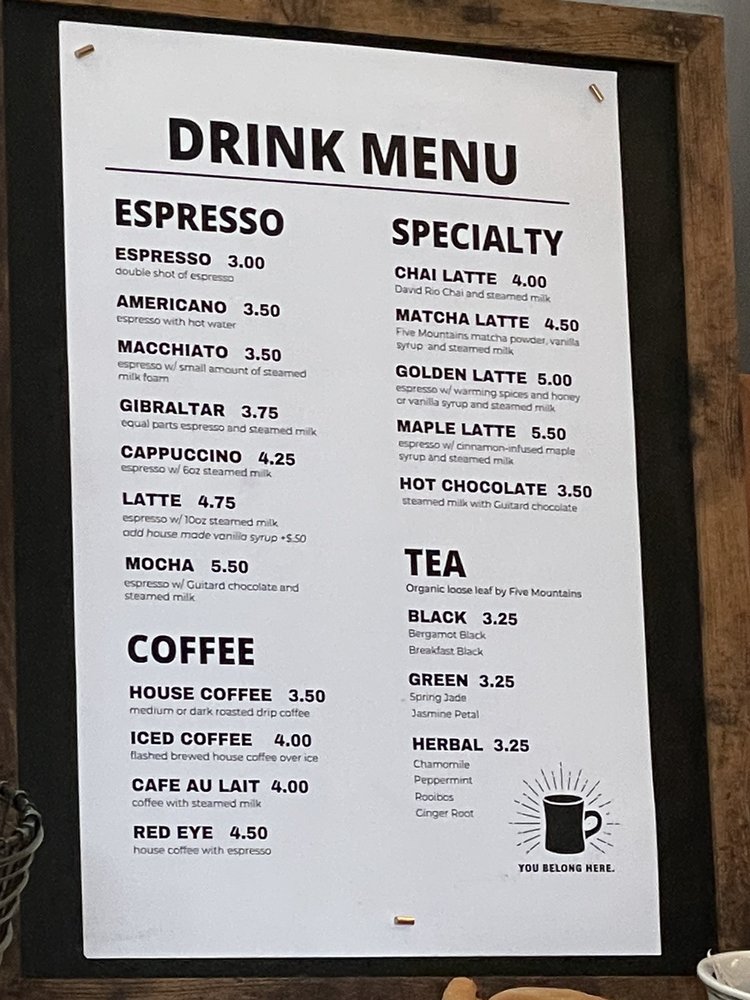 DRINK MENU
ESPRESSO
ESPRESSO 3.00
double shot of espresso
AMERICANO 3.50
espresso with hot water
MACCHIATO 3.50
espresso w/ small amount of steamed
milk foam
GIBRALTAR 3.75
equal parts espresso and steamed milk
CAPPUCCINO 4.25
espresso w/ 6oz steamed milk
LATTE 4.75
espresso w/ 10oz steamed milk
add house made vanilla syrup +$.50
MOCHA 5.50
espresso w/ Guitard chocolate and
steamed milk
COFFEE
HOUSE COFFEE 3.50
medium or dark roasted drip coffee
ICED COFFEE 4.00
flashed brewed house coffee over ice
CAFE AU LAIT 4.00
coffee with steamed milk
RED EYE 4.50
house coffee with espresso
SPECIALTY
CHAI LATTE 4.00
David Rio Chai and steamed milk
MATCHA LATTE 4.50
Five Mountains matcha powder, vanilla
syrup and steamed milk
GOLDEN LATTE 5.00
espresso w/ warming spices and honey
or vanilla syrup and steamed milk
MAPLE LATTE 5.50
espresso w/ cinnamon-infused maple
syrup and steamed milk
HOT CHOCOLATE 3.50
steamed milk with Guitard chocolate
TEA
Organic loose leaf by Five Mountains
BLACK 3.25
Bergamot Black
Breakfast Black
GREEN 3.25
Spring Jade
Jasmine Petal
HERBAL 3.25
Chamomile
Peppermint
Rooibos
Ginger Root
YOU BELONG HERE.